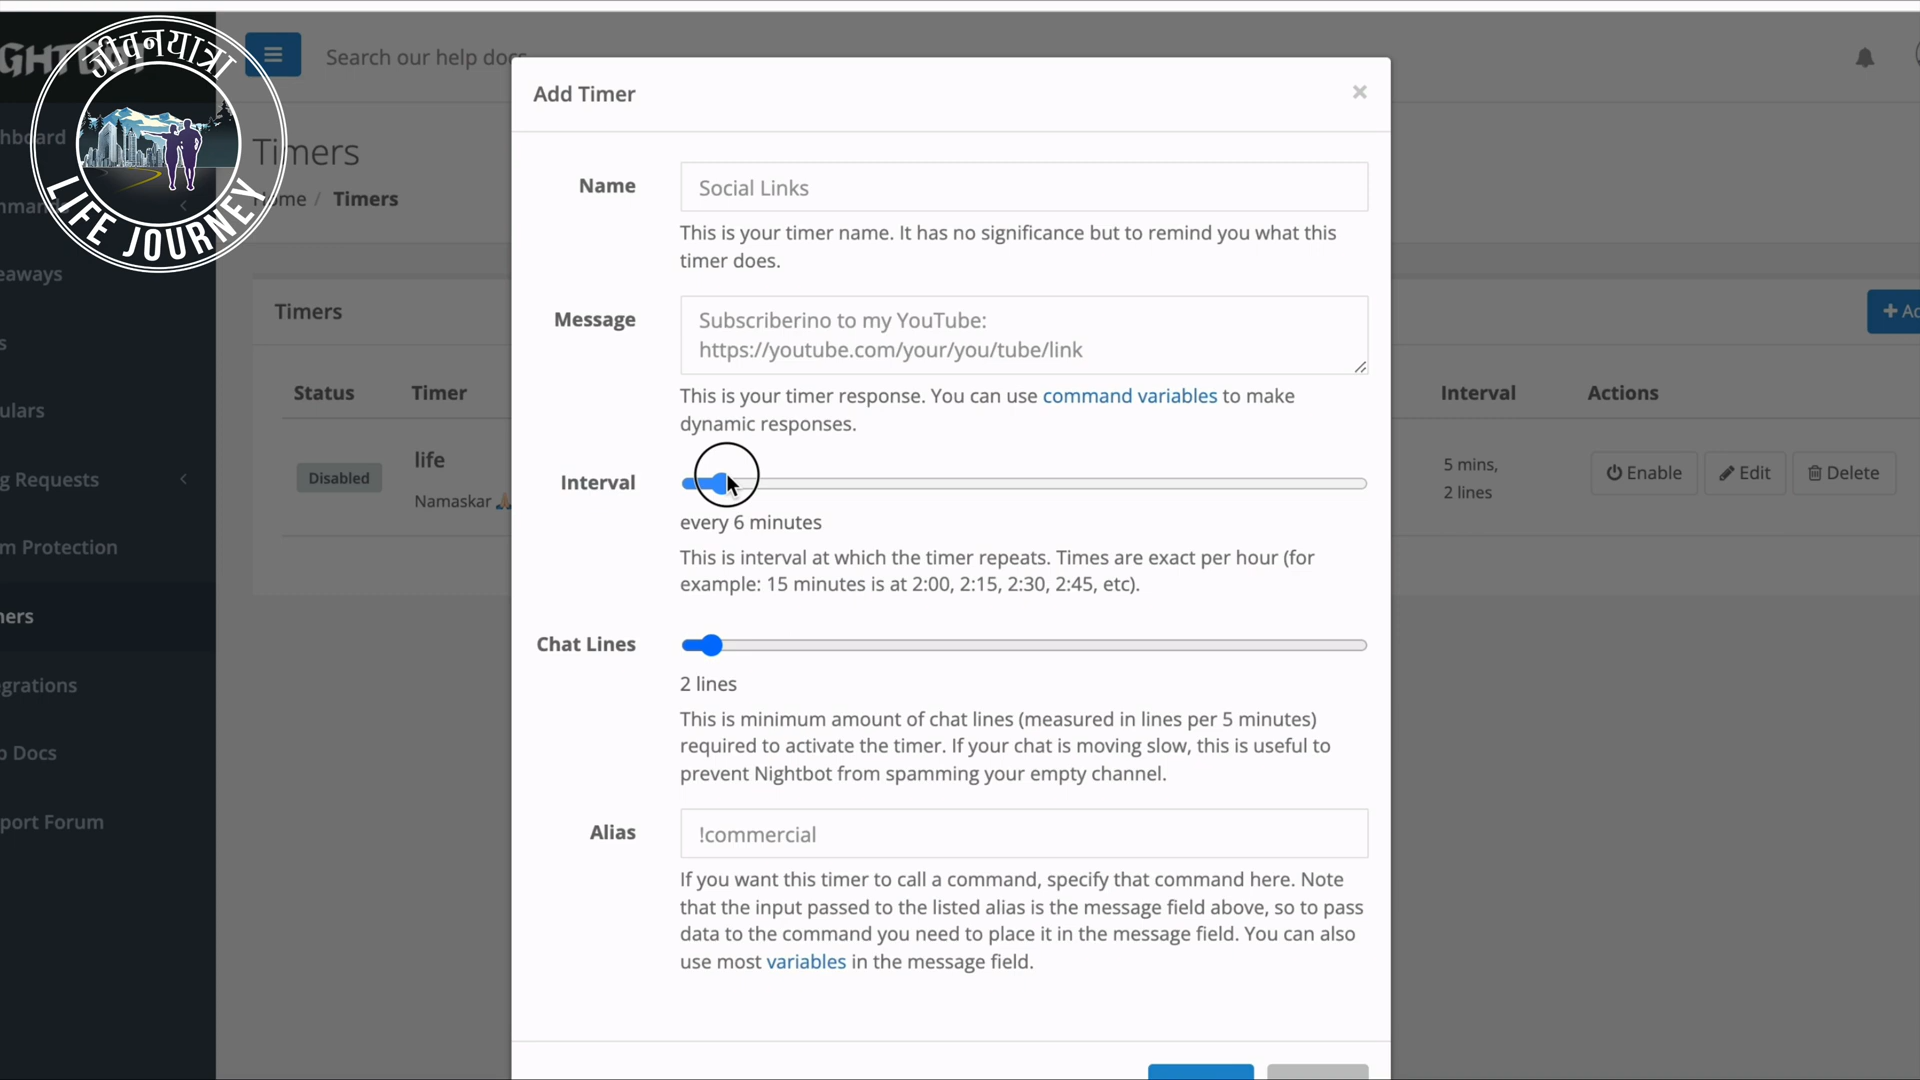 GHTB
जीवनयात्रा
LIFE JOURNEY
Search our help docs
Add Timer
×
hboard
mmands
eaways
s
ulars
g Requests
m Protection
ners
egrations
p Docs
port Forum
Timers
Home / Timers
Timers
+ Ad
Status Timer Interval Actions
Disabled
life
Namaskar 🙏
5 mins,
2 lines
Enable Edit Delete
Name
Social Links
This is your timer name. It has no significance but to remind you what this
timer does.
Message
Subscriberino to my YouTube:
https://youtube.com/your/you/tube/link
This is your timer response. You can use command variables to make
dynamic responses.
Interval
every 6 minutes
This is interval at which the timer repeats. Times are exact per hour (for
example: 15 minutes is at 2:00, 2:15, 2:30, 2:45, etc).
Chat Lines
2 lines
This is minimum amount of chat lines (measured in lines per 5 minutes)
required to activate the timer. If your chat is moving slow, this is useful to
prevent Nightbot from spamming your empty channel.
Alias
!commercial
If you want this timer to call a command, specify that command here. Note
that the input passed to the listed alias is the message field above, so to pass
data to the command you need to place it in the message field. You can also
use most variables in the message field.